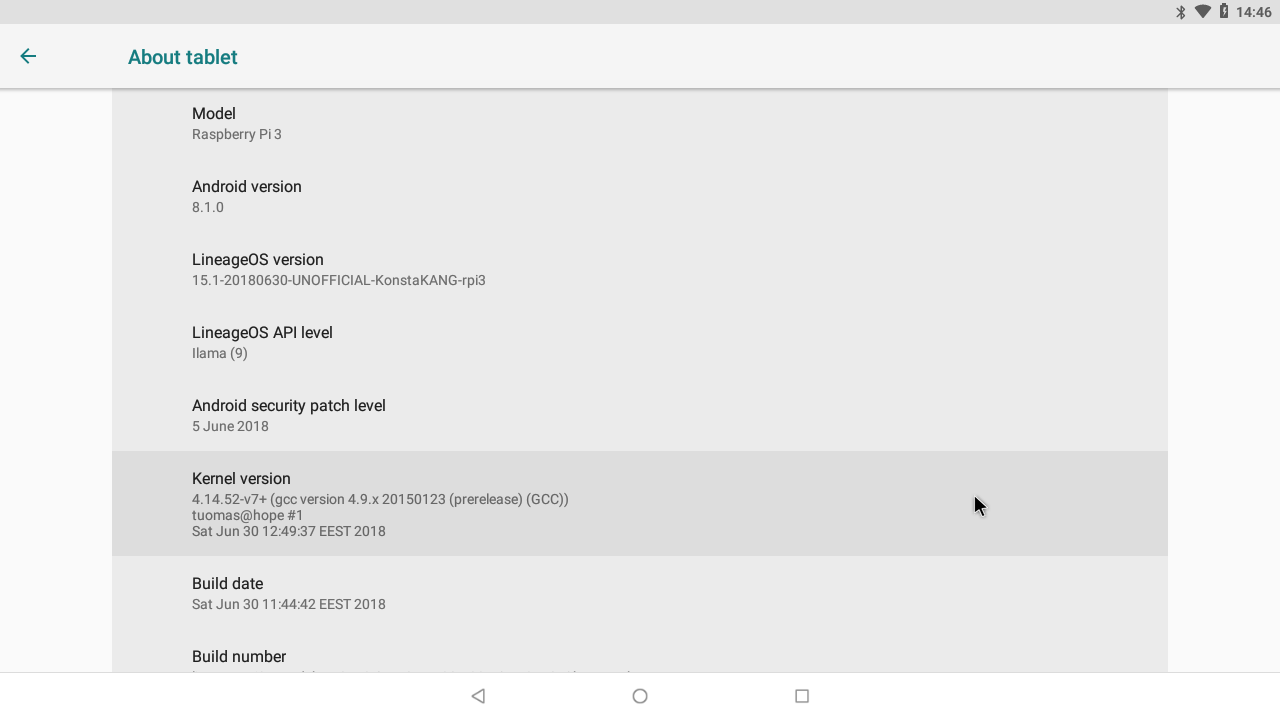 14:46
About tablet
Model
Raspberry Pi 3
Android version
8.1.0
LineageOS version
15.1-20180630-UNOFFICIAL-KonstaKANG-rpi3
LineageOS API level
Ilama (9)
Android security patch level
5 June 2018
Kernel version
4.14.52-v7+ (gcc version 4.9.x 20150123 (prerelease) (GCC))
tuomas@hope #1
Sat Jun 30 12:49:37 EEST 2018
Build date
Sat Jun 30 11:44:42 EEST 2018
Build number